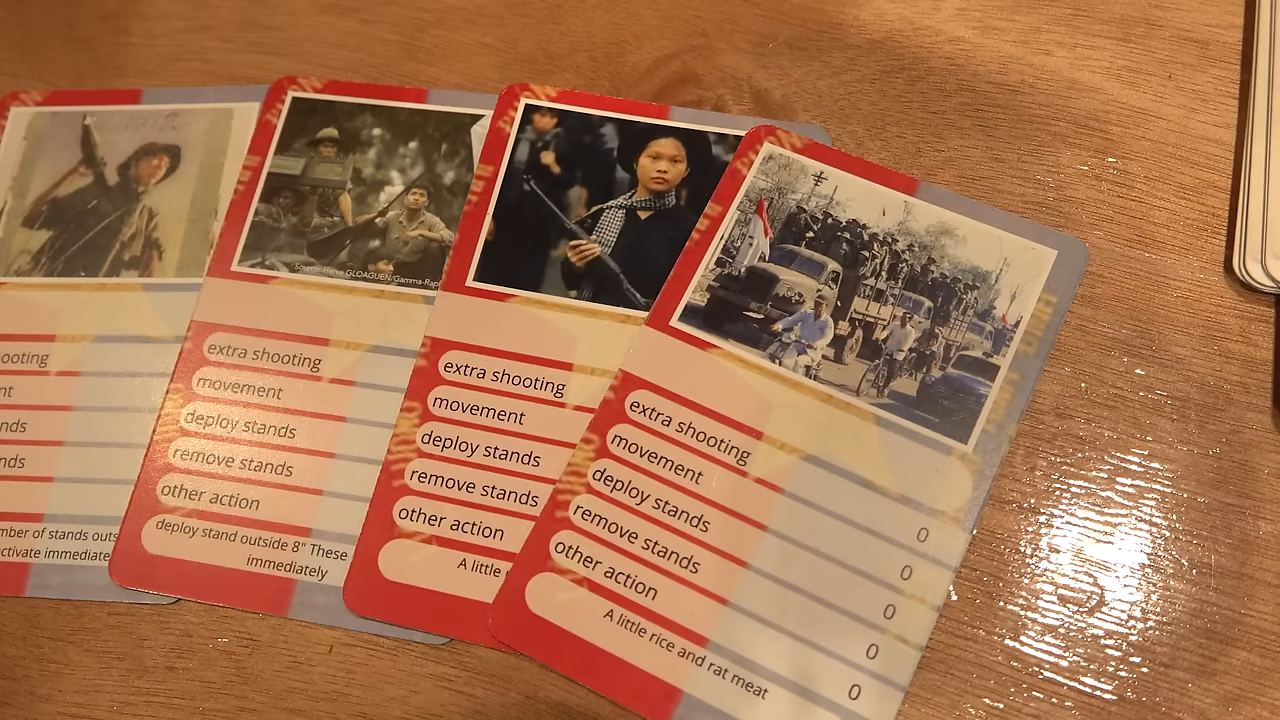 ooting
nt
nds
nds
mber of stands outs
activate immediate
Source: Herve GLOAGUEN/Gamma-Rap
extra shooting
movement
deploy stands
remove stands
other action
deploy stand outside 8" These
immediately
extra shooting
movement
deploy stands
remove stands
other action
A little
extra shooting 0
movement 0
deploy stands 0
remove stands 0
other action 0
A little rice and rat meat